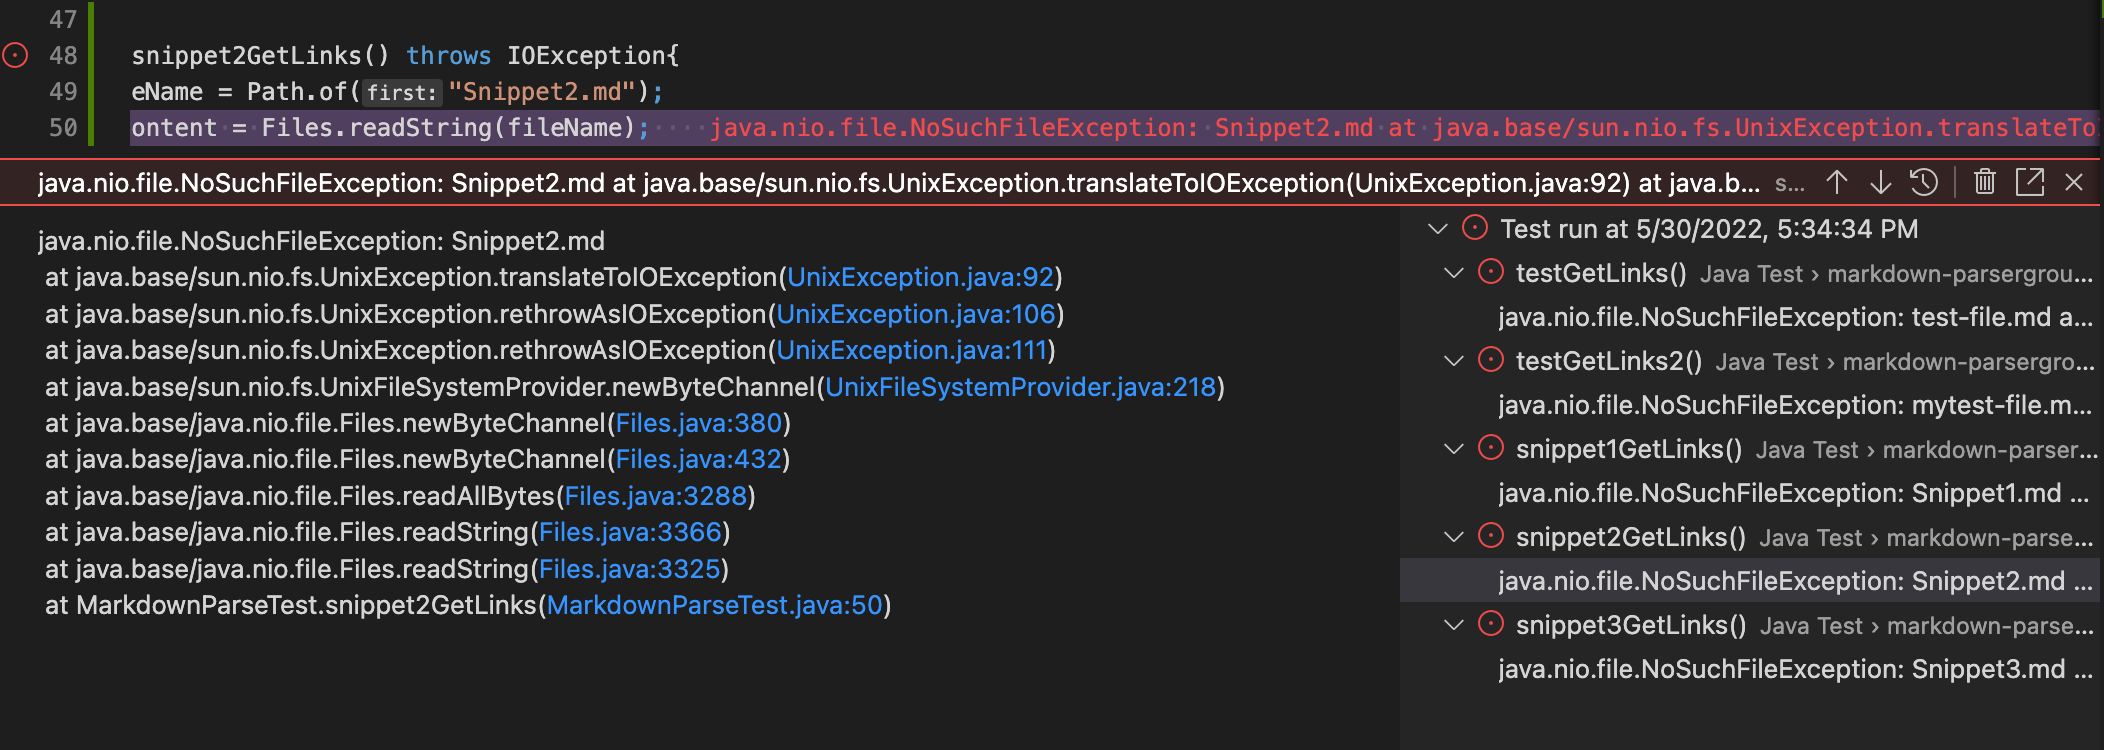 47
48 snippet2GetLinks() throws IOException{
49 eName = Path.of(first: "Snippet2.md");
50 ontent = Files.readString(fileName); ···· java.nio.file.NoSuchFileException: Snippet2.md at java.base/sun.nio.fs.UnixException.translateTo
java.nio.file.NoSuchFileException: Snippet2.md at java.base/sun.nio.fs.UnixException.translateToIOException(UnixException.java:92) at java.b... s...
java.nio.file.NoSuchFileException: Snippet2.md
at java.base/sun.nio.fs.UnixException.translateToIOException(UnixException.java:92)
at java.base/sun.nio.fs.UnixException.rethrowAsIOException(UnixException.java:106)
at java.base/sun.nio.fs.UnixException.rethrowAsIOException(UnixException.java:111)
at java.base/sun.nio.fs.UnixFileSystemProvider.newByteChannel(UnixFileSystemProvider.java:218)
at java.base/java.nio.file.Files.newByteChannel(Files.java:380)
at java.base/java.nio.file.Files.newByteChannel(Files.java:432)
at java.base/java.nio.file.Files.readAllBytes(Files.java:3288)
at java.base/java.nio.file.Files.readString(Files.java:3366)
at java.base/java.nio.file.Files.readString(Files.java:3325)
at MarkdownParseTest.snippet2GetLinks(MarkdownParseTest.java:50)
Test run at 5/30/2022, 5:34:34 PM
testGetLinks() Java Test › markdown-parsergrou...
java.nio.file.NoSuchFileException: test-file.md a...
testGetLinks2() Java Test › markdown-parsergro...
java.nio.file.NoSuchFileException: mytest-file.m...
snippet1GetLinks() Java Test › markdown-parser...
java.nio.file.NoSuchFileException: Snippet1.md ...
snippet2GetLinks() Java Test › markdown-parse...
java.nio.file.NoSuchFileException: Snippet2.md ...
snippet3GetLinks() Java Test › markdown-parse...
java.nio.file.NoSuchFileException: Snippet3.md ...